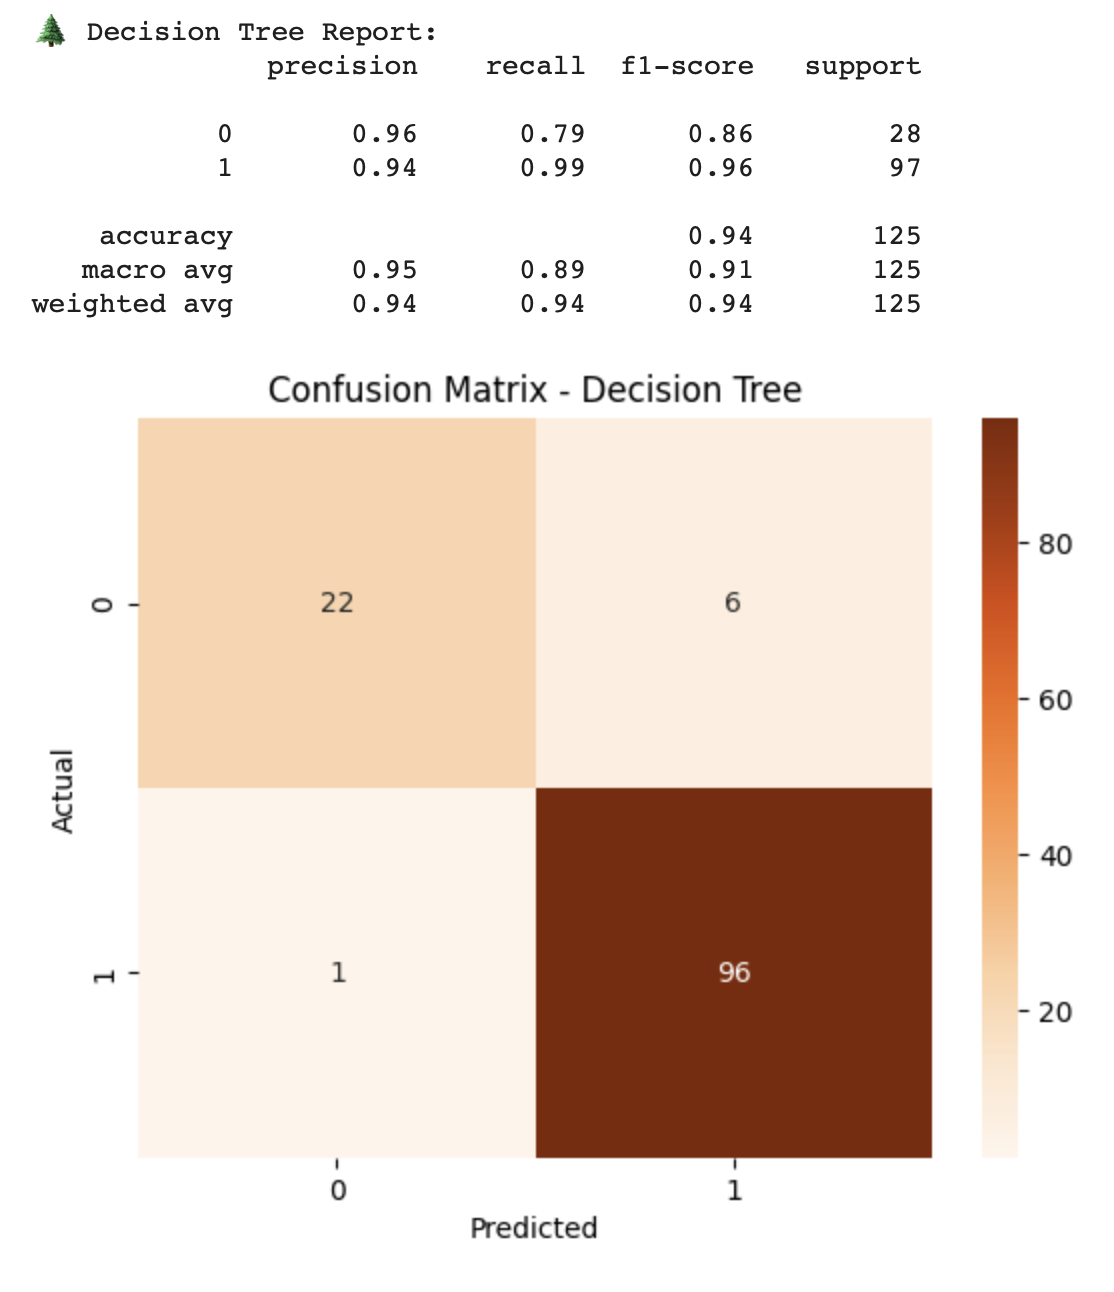 🌲 Decision Tree Report:
precision recall f1-score support
0 0.96 0.79 0.86 28
1 0.94 0.99 0.96 97
accuracy 0.94 125
macro avg 0.95 0.89 0.91 125
weighted avg 0.94 0.94 0.94 125
Confusion Matrix - Decision Tree
80
0 22 6
60
Actual
40
1 1 96
20
0 1
Predicted